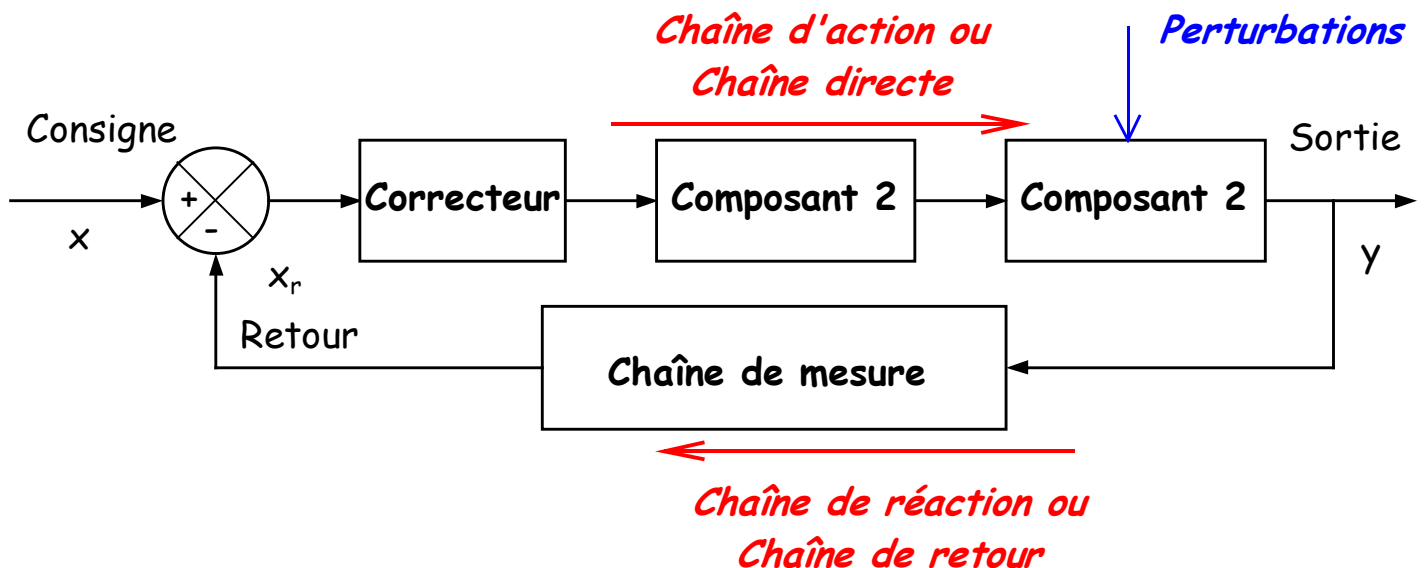 Chaîne d'action ou
Chaîne directe
Perturbations
Consigne
Sortie
+
-
Correcteur
Composant 2
Composant 2
x
xr
y
Retour
Chaîne de mesure
Chaîne de réaction ou
Chaîne de retour